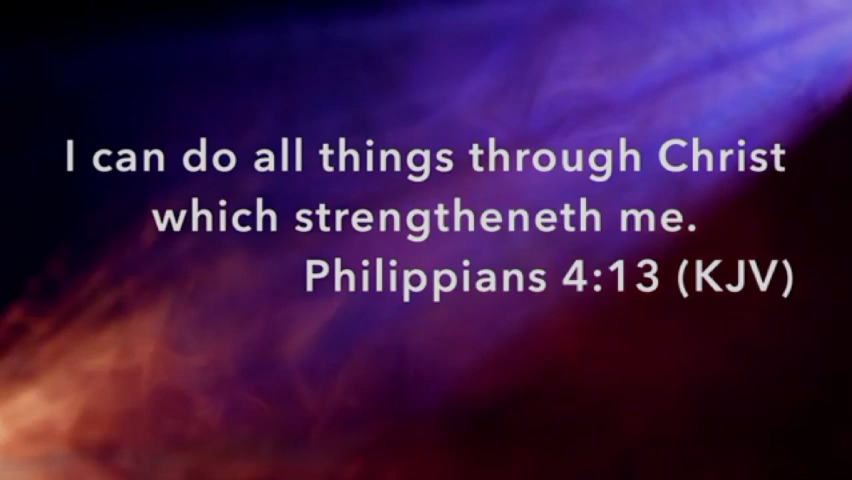 I can do all things through Christ
which strengtheneth me.
Philippians 4:13 (KJV)